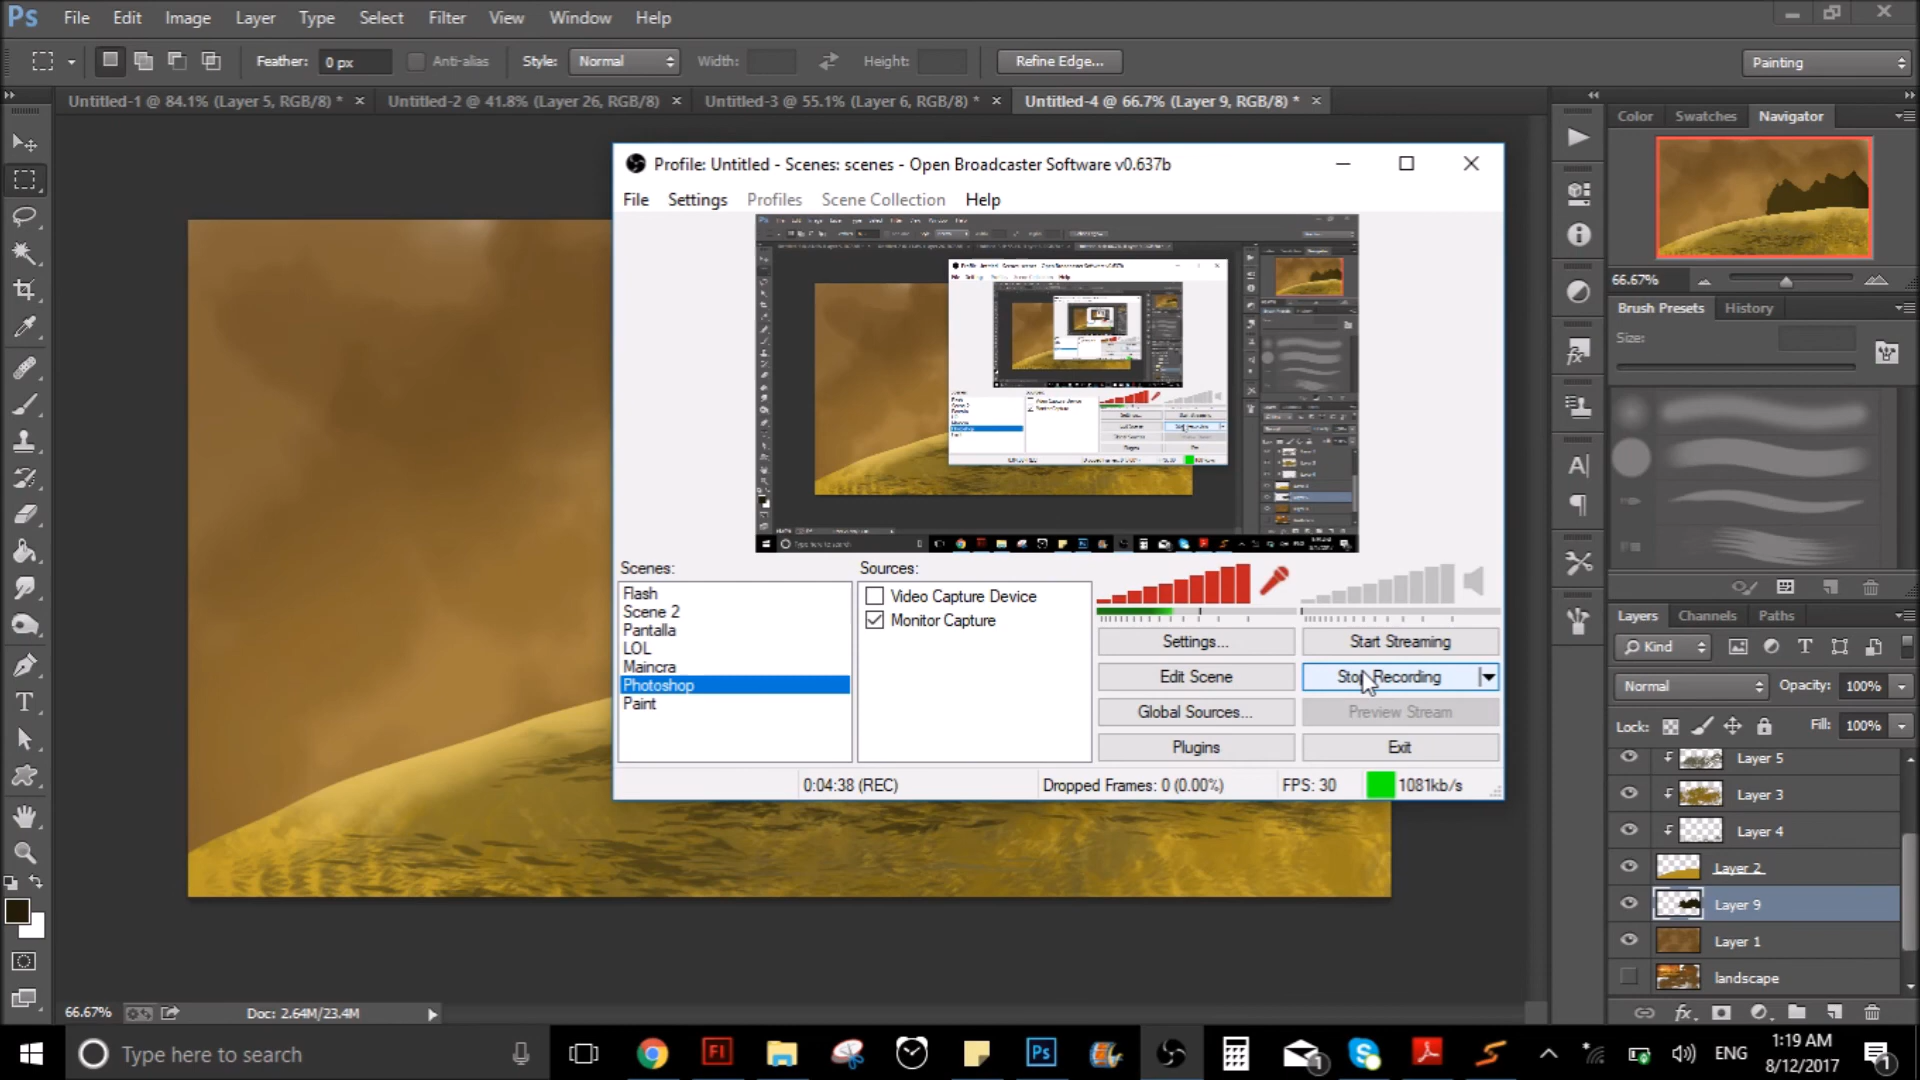 Ps File Edit Image Layer Type Select Filter View Window Help
Feather: 0 px Anti-alias Style: Normal Width: Height: Refine Edge... Painting
Untitled-1 @ 84.1% (Layer 5, RGB/8) * × Untitled-2 @ 41.8% (Layer 26, RGB/8) × Untitled-3 @ 55.1% (Layer 6, RGB/8) * × Untitled-4 @ 66.7% (Layer 9, RGB/8) * ×
Color Swatches Navigator
66.67%
Brush Presets History
Size:
Profile: Untitled - Scenes: scenes - Open Broadcaster Software v0.637b
File Settings Profiles Scene Collection Help
Scenes: Sources:
Flash
Scene 2
Pantalla
LOL
Maincra
Photoshop
Paint
Video Capture Device
Monitor Capture
Settings... Start Streaming
Edit Scene Stop Recording
Global Sources... Preview Stream
Plugins Exit
0:04:38 (REC) Dropped Frames: 0 (0.00%) FPS: 30 1081kb/s
Layers Channels Paths
Kind
Normal Opacity: 100%
Lock: Fill: 100%
Layer 5
Layer 3
Layer 4
Layer 2
Layer 9
Layer 1
landscape
66.67% Doc: 2.64M/23.4M
Type here to search
ENG
1:19 AM
8/12/2017